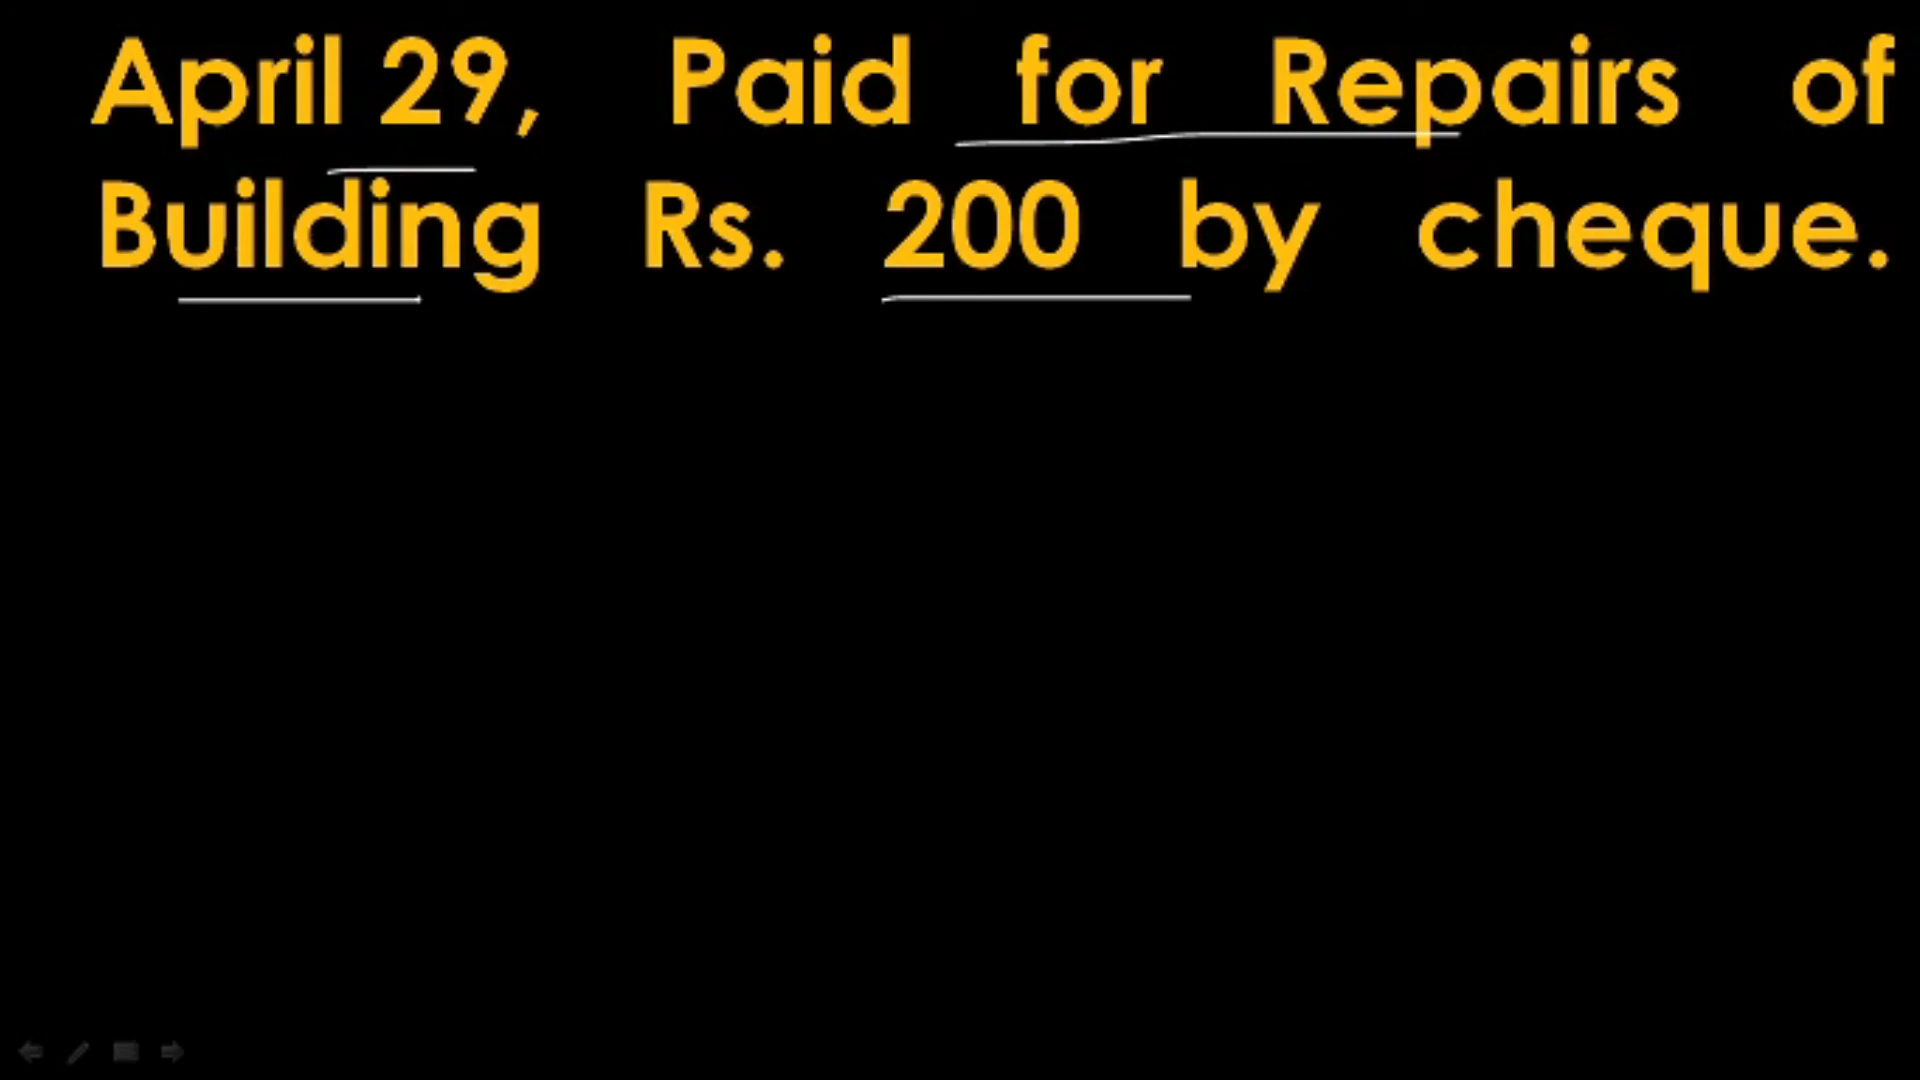 April 29, Paid for Repairs of
Building Rs. 200 by cheque.